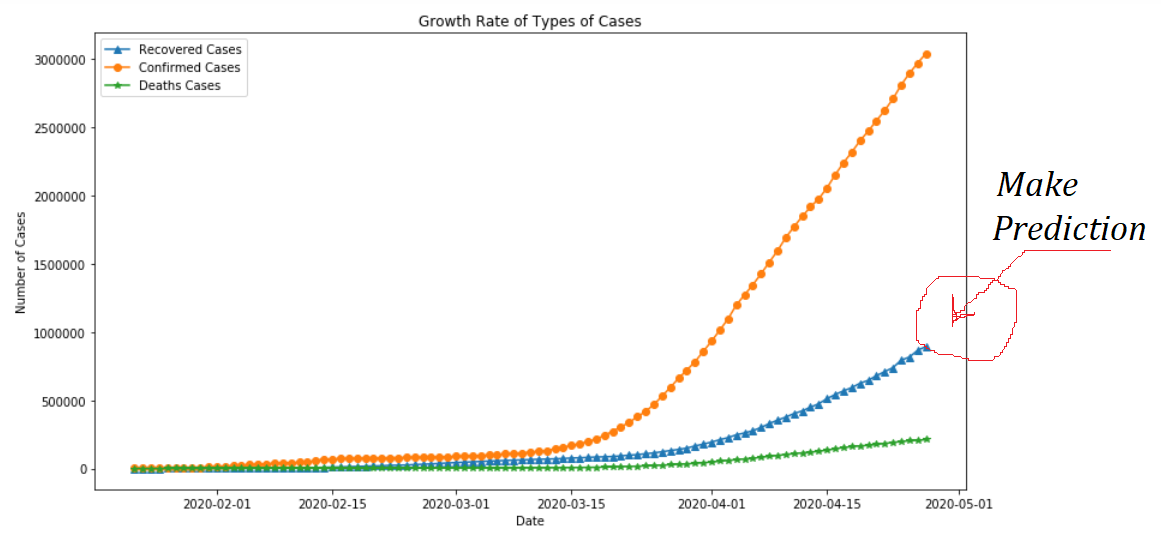 Growth Rate of Types of Cases
Recovered Cases
Confirmed Cases
Deaths Cases
3000000
2500000
2000000
1500000
1000000
500000
0
Number of Cases
2020-02-01 2020-02-15 2020-03-01 2020-03-15 2020-04-01 2020-04-15 2020-05-01
Date
Make
Prediction